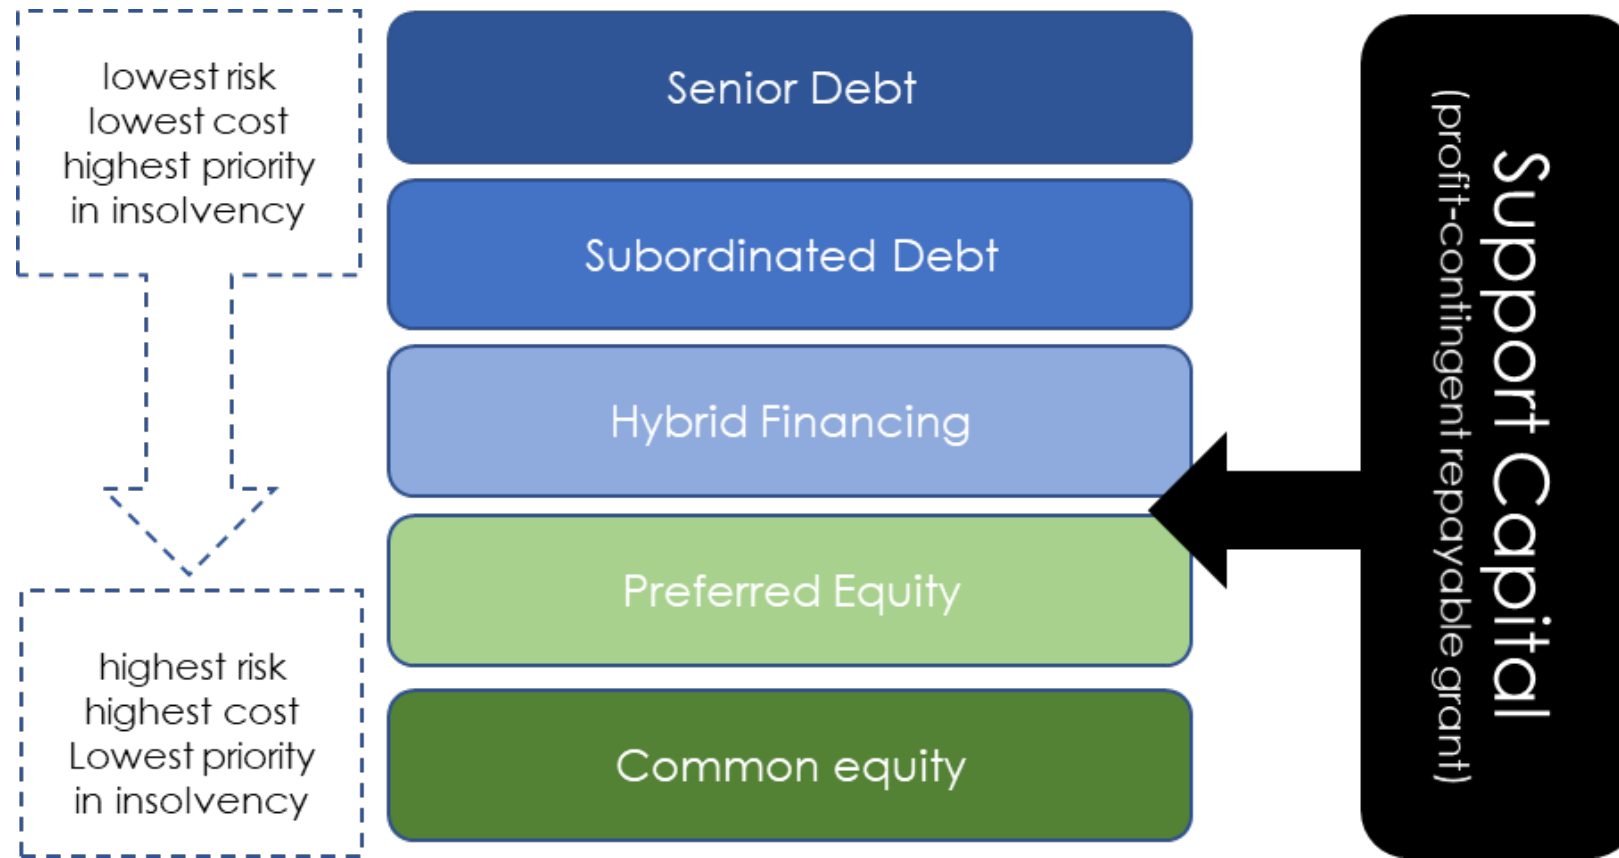 lowest risk
lowest cost
highest priority
in insolvency
highest risk
highest cost
Lowest priority
in insolvency
Senior Debt
Subordinated Debt
Hybrid Financing
Preferred Equity
Common equity
Support Capital
(profit-contingent repayable grant)